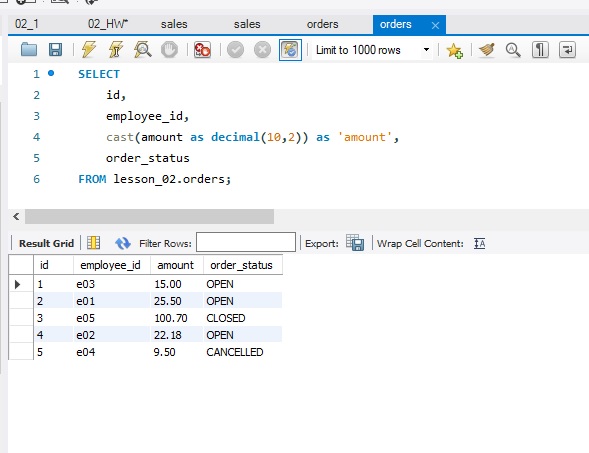 02_1 02_HW* sales sales orders orders ×
Limit to 1000 rows
1 SELECT
2 id,
3 employee_id,
4 cast(amount as decimal(10,2)) as 'amount',
5 order_status
6 FROM lesson_02.orders;
Result Grid Filter Rows: Export: Wrap Cell Content:
id employee_id amount order_status
1 e03 15.00 OPEN
2 e01 25.50 OPEN
3 e05 100.70 CLOSED
4 e02 22.18 OPEN
5 e04 9.50 CANCELLED